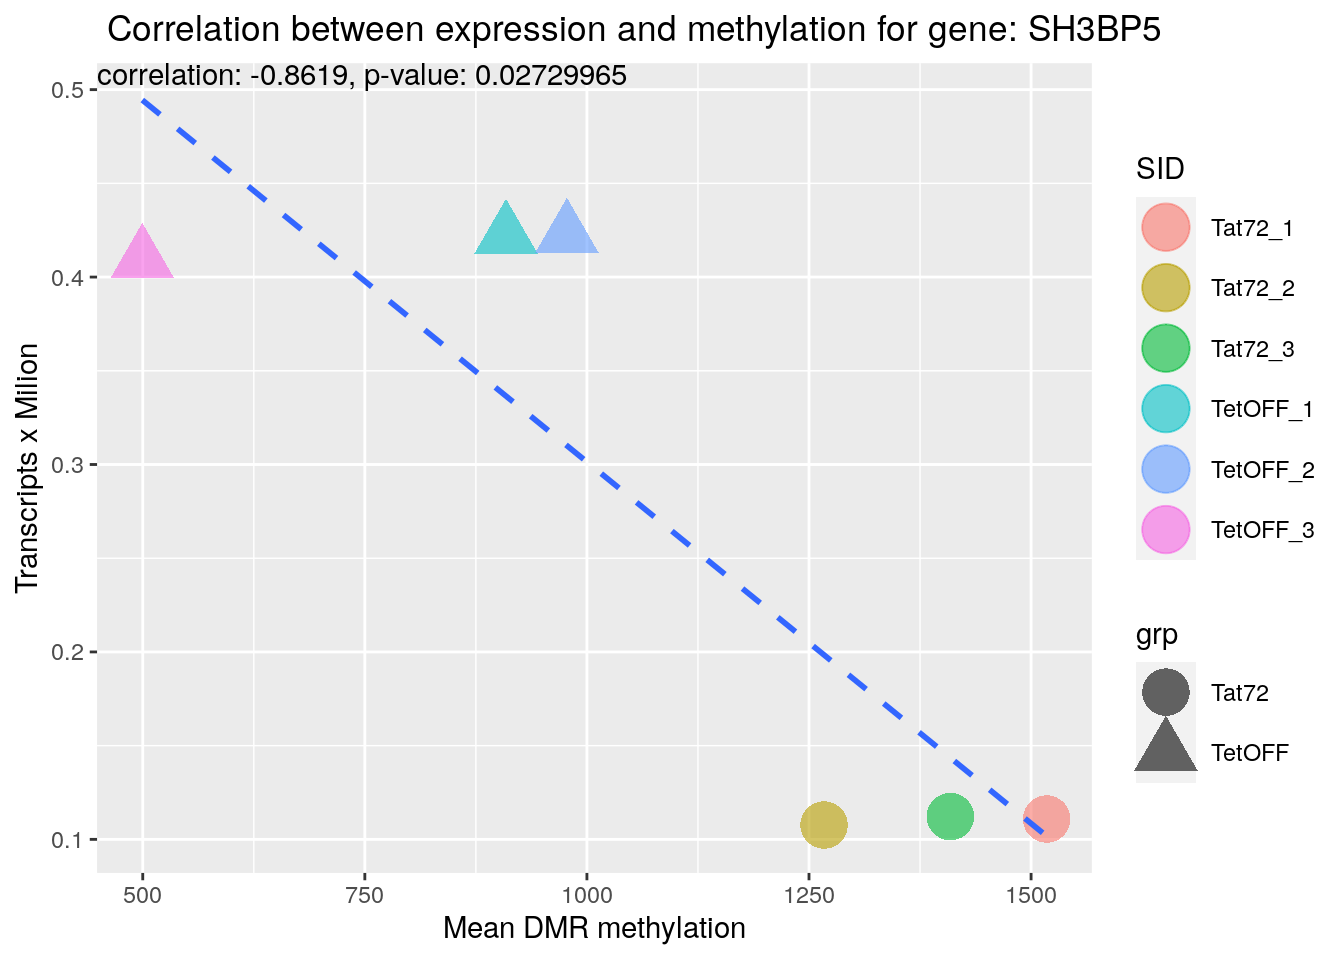 Correlation between expression and methylation for gene: SH3BP5
correlation: -0.8619, p-value: 0.02729965
0.5
0.4
0.3
0.2
0.1
Transcripts x Milion
500 750 1000 1250 1500
Mean DMR methylation
SID
Tat72_1
Tat72_2
Tat72_3
TetOFF_1
TetOFF_2
TetOFF_3
grp
Tat72
TetOFF